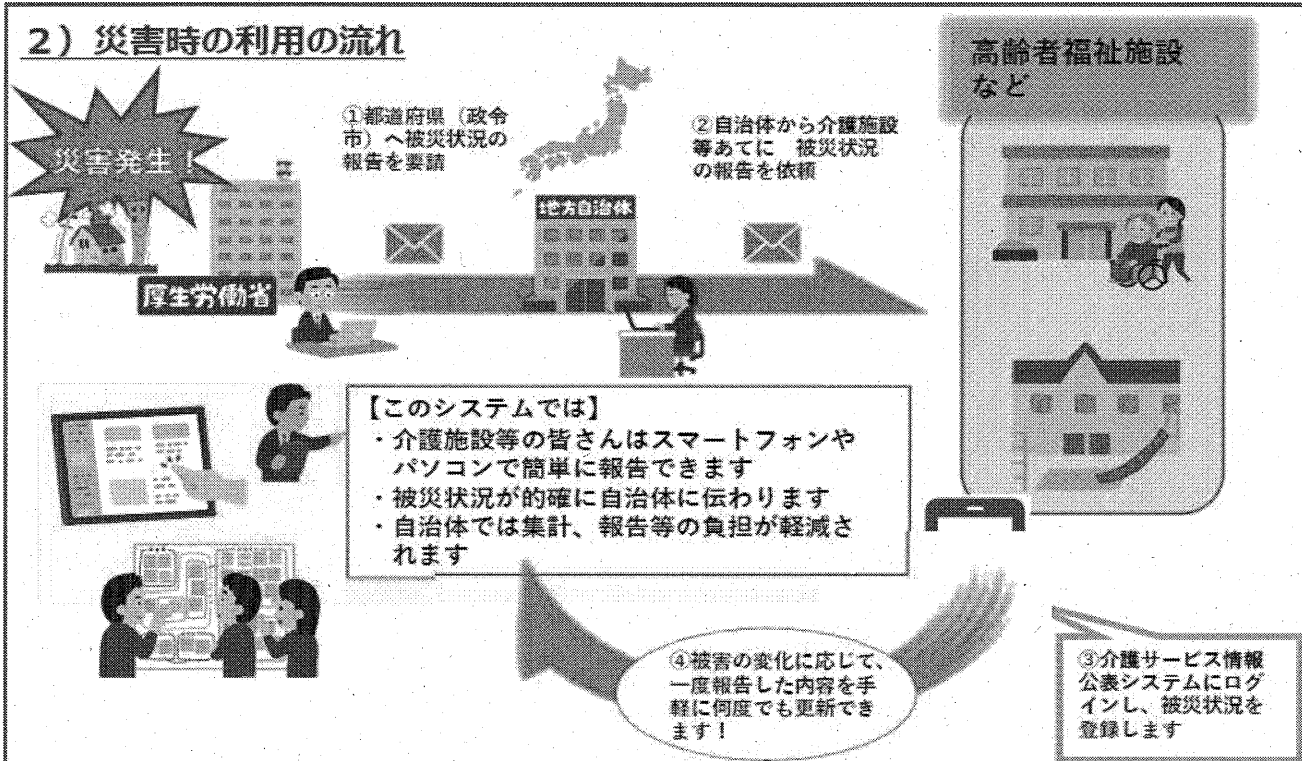 ２）災害時の利用の流れ
災害発生！
①都道府県（政令
市）へ被災状況の
報告を要請
②自治体から介護施設
等あてに　被災状況
の報告を依頼
高齢者福祉施設
など
地方自治体
厚生労働省
【このシステムでは】
・介護施設等の皆さんはスマートフォンや
パソコンで簡単に報告できます
・被災状況が的確に自治体に伝わります
・自治体では集計、報告等の負担が軽減さ
れます
③介護サービス情報
公表システムにログ
インし、被災状況を
登録します
④被害の変化に応じて、
一度報告した内容を手
軽に何度でも更新でき
ます！